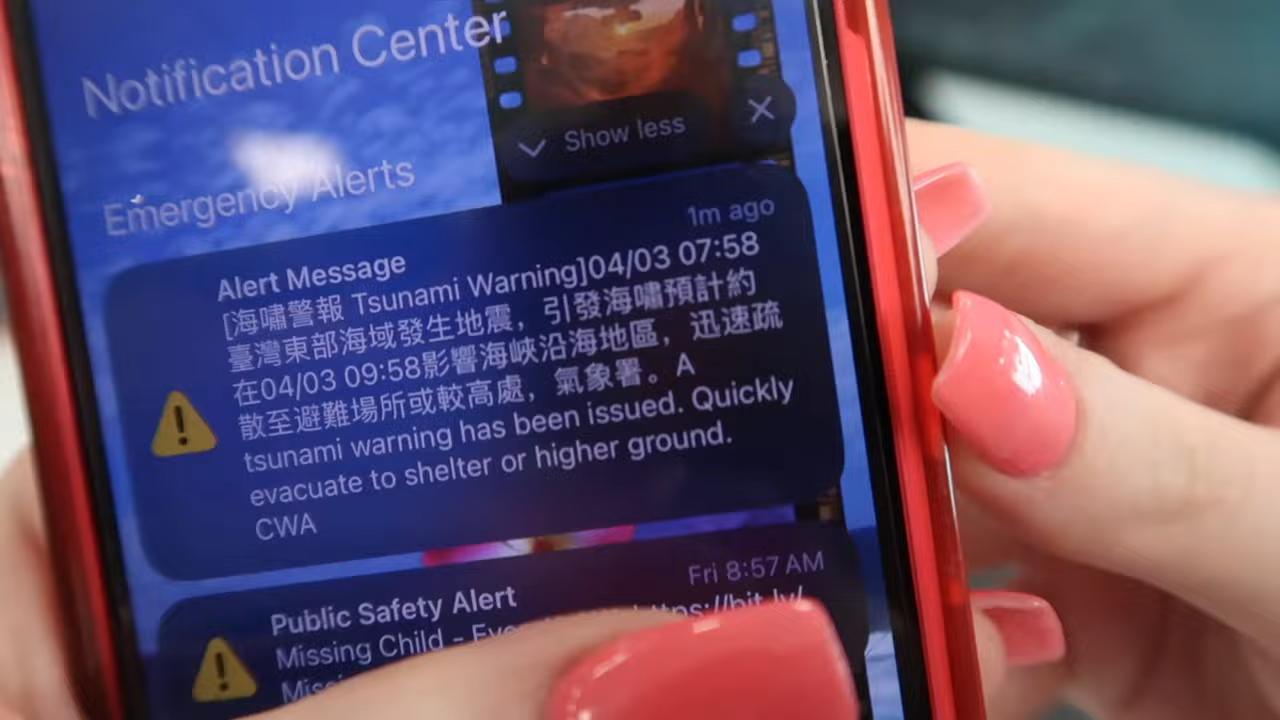 Notification Center
Show less
Emergency Alerts
1m ago
Alert Message
[海嘯警報 Tsunami Warning]04/03 07:58
臺灣東部海域發生地震，引發海嘯預計約
在04/03 09:58影響海峽沿海地區，迅速疏
散至避難場所或較高處，氣象署。A
tsunami warning has been issued. Quickly
evacuate to shelter or higher ground.
CWA
Fri 8:57 AM
Public Safety Alert
Missing Child -